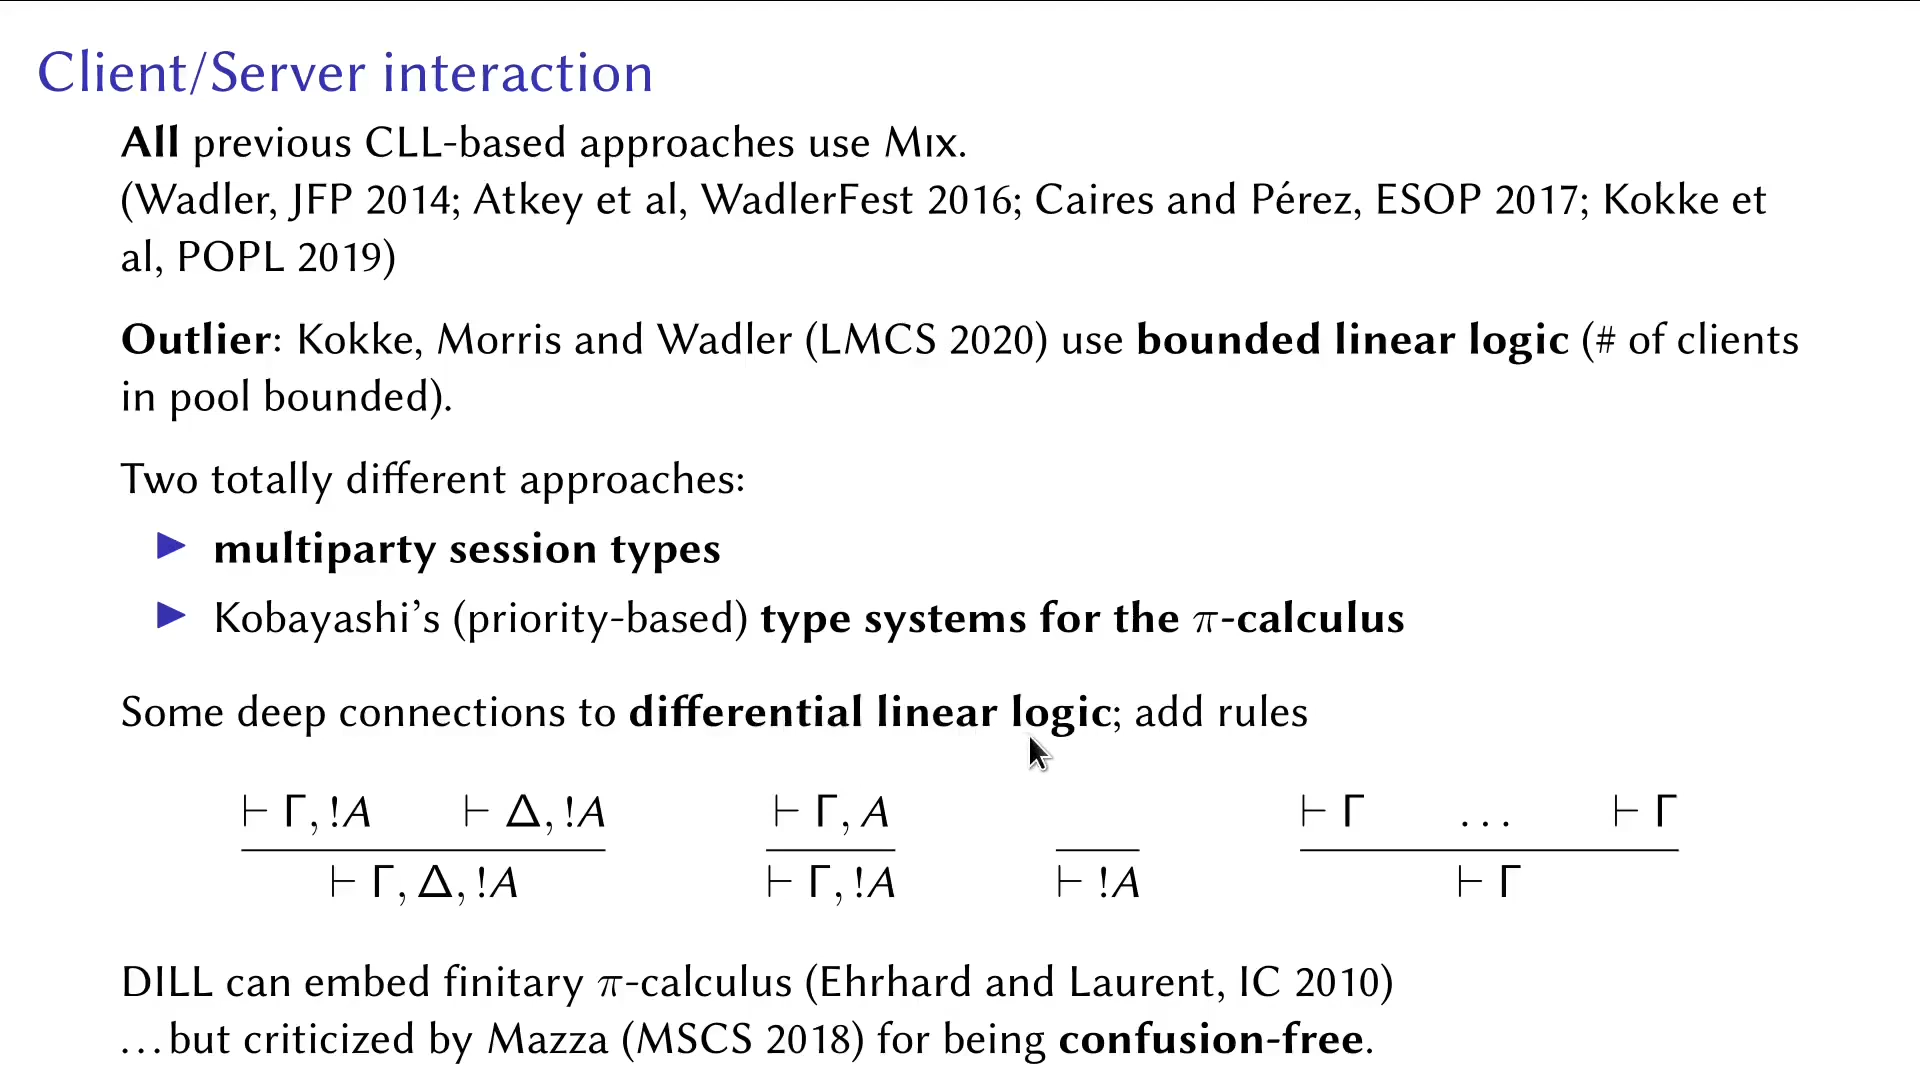 Client/Server interaction
All previous CLL-based approaches use Mix.
(Wadler, JFP 2014; Atkey et al, WadlerFest 2016; Caires and Pérez, ESOP 2017; Kokke et
al, POPL 2019)
Outlier: Kokke, Morris and Wadler (LMCS 2020) use bounded linear logic (# of clients
in pool bounded).
Two totally different approaches:
▶ multiparty session types
▶ Kobayashi's (priority-based) type systems for the π-calculus
Some deep connections to differential linear logic; add rules
⊢ Γ, !A ⊢ Δ, !A ⊢ Γ, A ⊢ Γ ... ⊢ Γ
⊢ Γ, Δ, !A ⊢ Γ, !A ⊢ !A ⊢ Γ
DILL can embed finitary π-calculus (Ehrhard and Laurent, IC 2010)
...but criticized by Mazza (MSCS 2018) for being confusion-free.